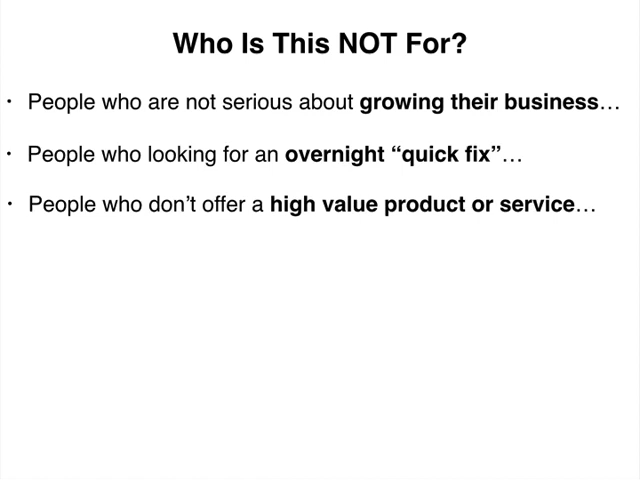 Who Is This NOT For?
• People who are not serious about growing their business…
• People who looking for an overnight “quick fix”…
• People who don’t offer a high value product or service…